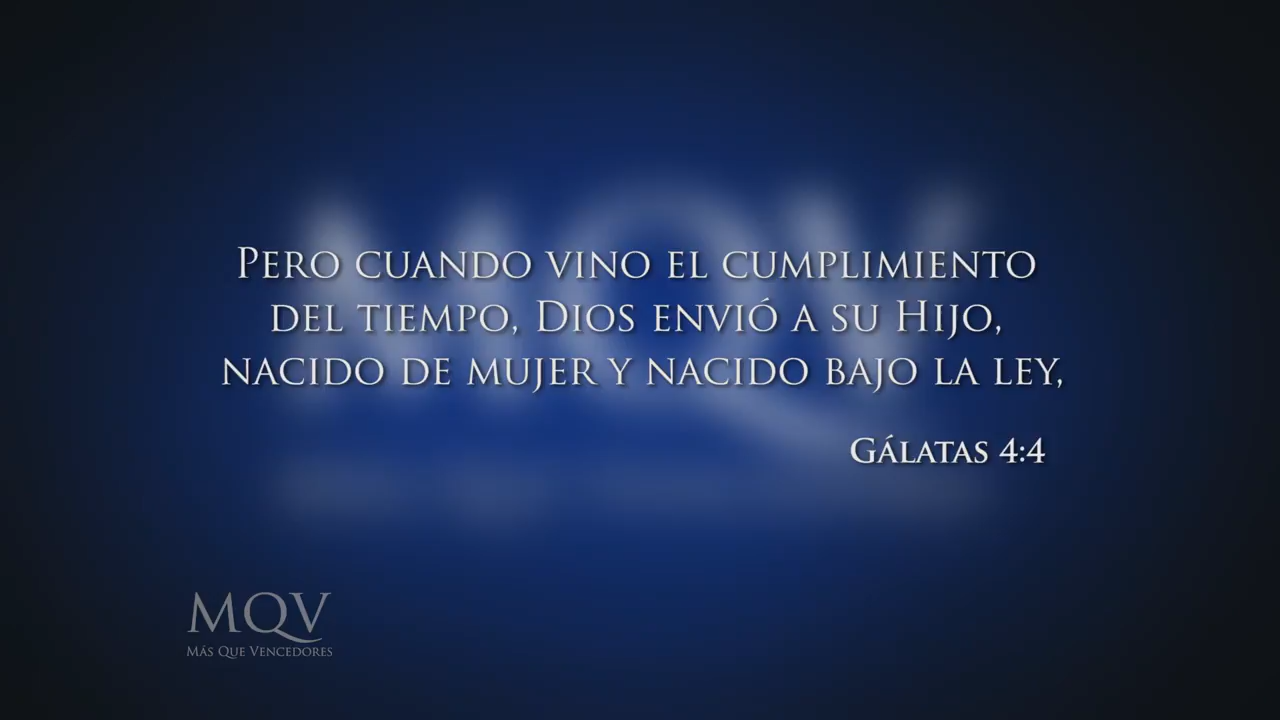 Pero cuando vino el cumplimiento
del tiempo, Dios envió a su Hijo,
nacido de mujer y nacido bajo la ley,
Gálatas 4:4
MQV
Más Que Vencedores